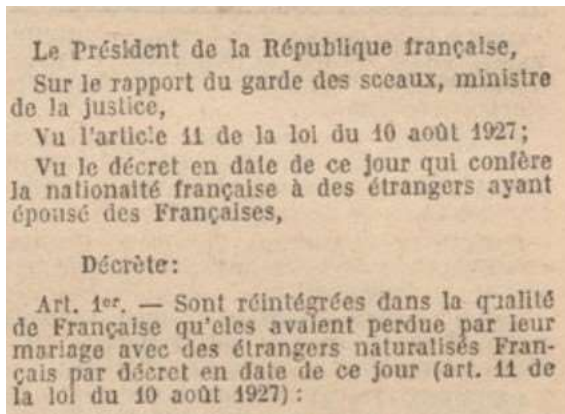 Le Président de la République française,
Sur le rapport du garde des sceaux, ministre
de la justice,
Vu l'article 11 de la loi du 10 août 1927;
Vu le décret en date de ce jour qui confère
la nationaité française à des étrangers ayant
épousé des Françaises,
Décrète:
Art. 1er. — Sont réintégrées dans la qualité
de Française qu'eles avaient perdue par leur
mariage avec des étrangers naturalisés Fran-
çais par décret en date de ce jour (art. 11 de
la loi du 10 août 1927) :